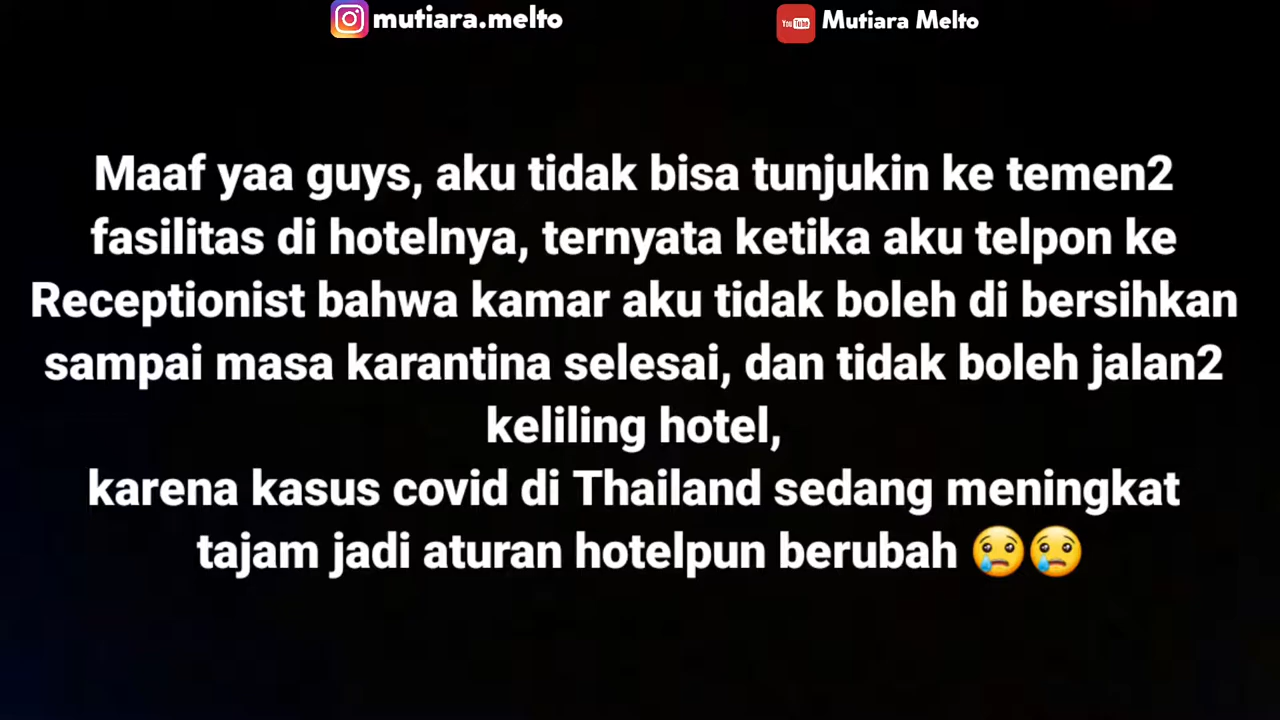 mutiara.melto
YouTube Mutiara Melto
Maaf yaa guys, aku tidak bisa tunjukin ke temen2
fasilitas di hotelnya, ternyata ketika aku telpon ke
Receptionist bahwa kamar aku tidak boleh di bersihkan
sampai masa karantina selesai, dan tidak boleh jalan2
keliling hotel,
karena kasus covid di Thailand sedang meningkat
tajam jadi aturan hotelpun berubah 😢😢